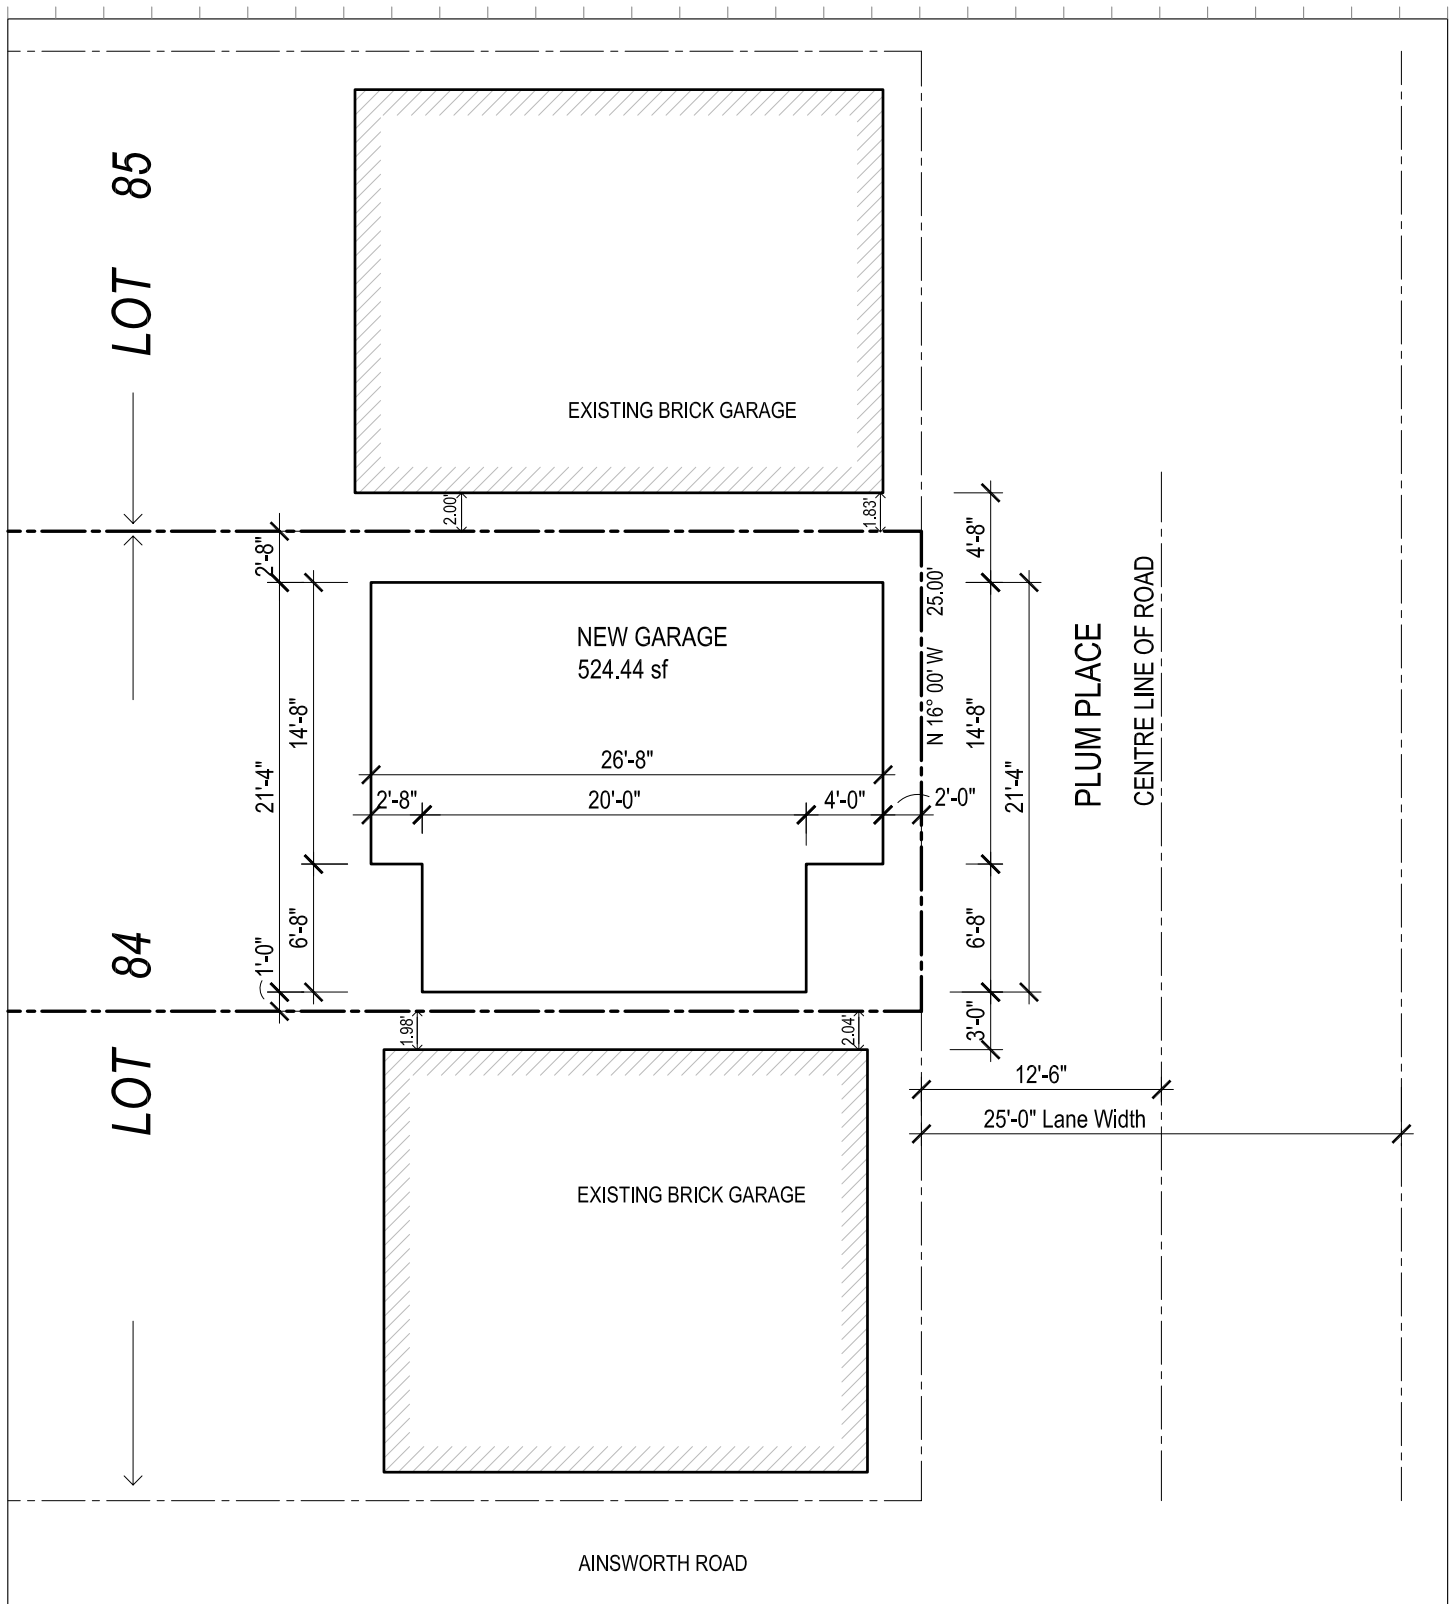 LOT 85
EXISTING BRICK GARAGE
2.00'
1.83'
2'-8"
4'-8"
NEW GARAGE
524.44 sf
N 16° 00' W 25.00'
PLUM PLACE
CENTRE LINE OF ROAD
14'-8"
21'-4"
26'-8"
2'-8"
20'-0"
4'-0"
2'-0"
14'-8"
21'-4"
6'-8"
1'-0"
6'-8"
3'-0"
LOT 84
1.98'
2.04'
12'-6"
25'-0" Lane Width
EXISTING BRICK GARAGE
AINSWORTH ROAD